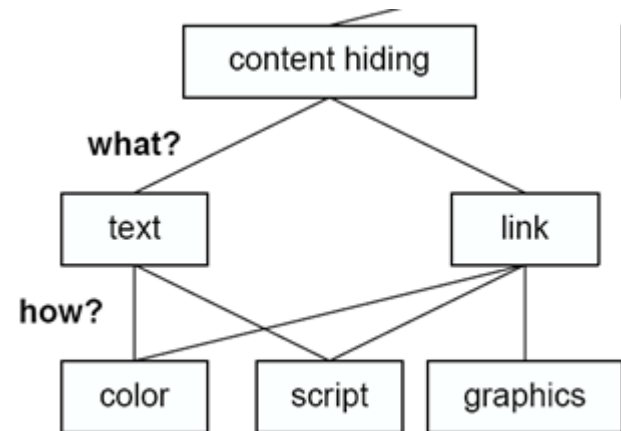 content hiding
what?
text
link
how?
color
script
graphics